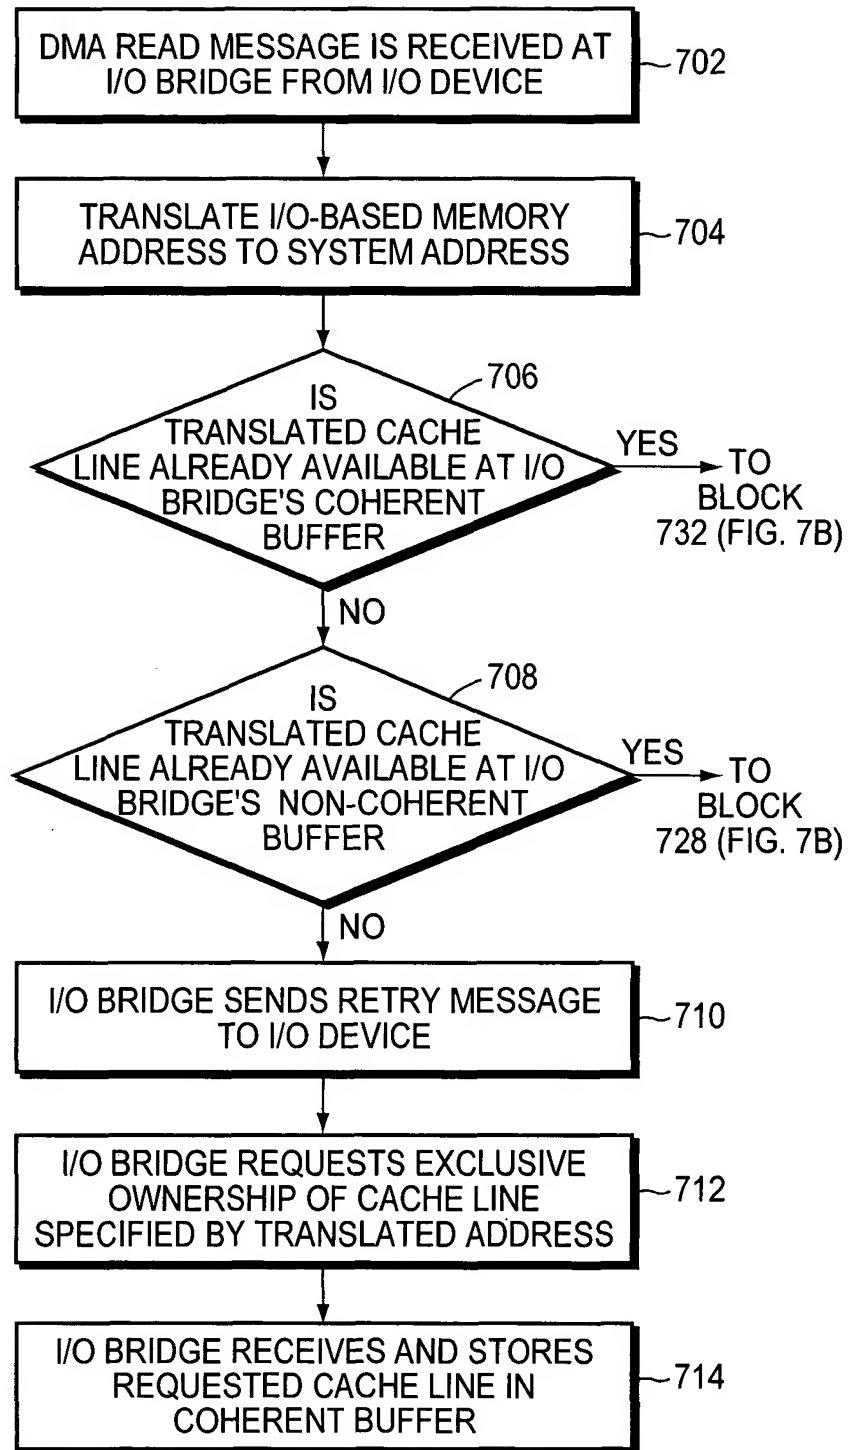 DMA READ MESSAGE IS RECEIVED AT
I/O BRIDGE FROM I/O DEVICE
702
TRANSLATE I/O-BASED MEMORY
ADDRESS TO SYSTEM ADDRESS
704
706
IS
TRANSLATED CACHE
LINE ALREADY AVAILABLE AT I/O
BRIDGE'S COHERENT
BUFFER
YES
TO
BLOCK
732 (FIG. 7B)
NO
708
IS
TRANSLATED CACHE
LINE ALREADY AVAILABLE AT I/O
BRIDGE'S NON-COHERENT
BUFFER
YES
TO
BLOCK
728 (FIG. 7B)
NO
I/O BRIDGE SENDS RETRY MESSAGE
TO I/O DEVICE
710
I/O BRIDGE REQUESTS EXCLUSIVE
OWNERSHIP OF CACHE LINE
SPECIFIED BY TRANSLATED ADDRESS
712
I/O BRIDGE RECEIVES AND STORES
REQUESTED CACHE LINE IN
COHERENT BUFFER
714